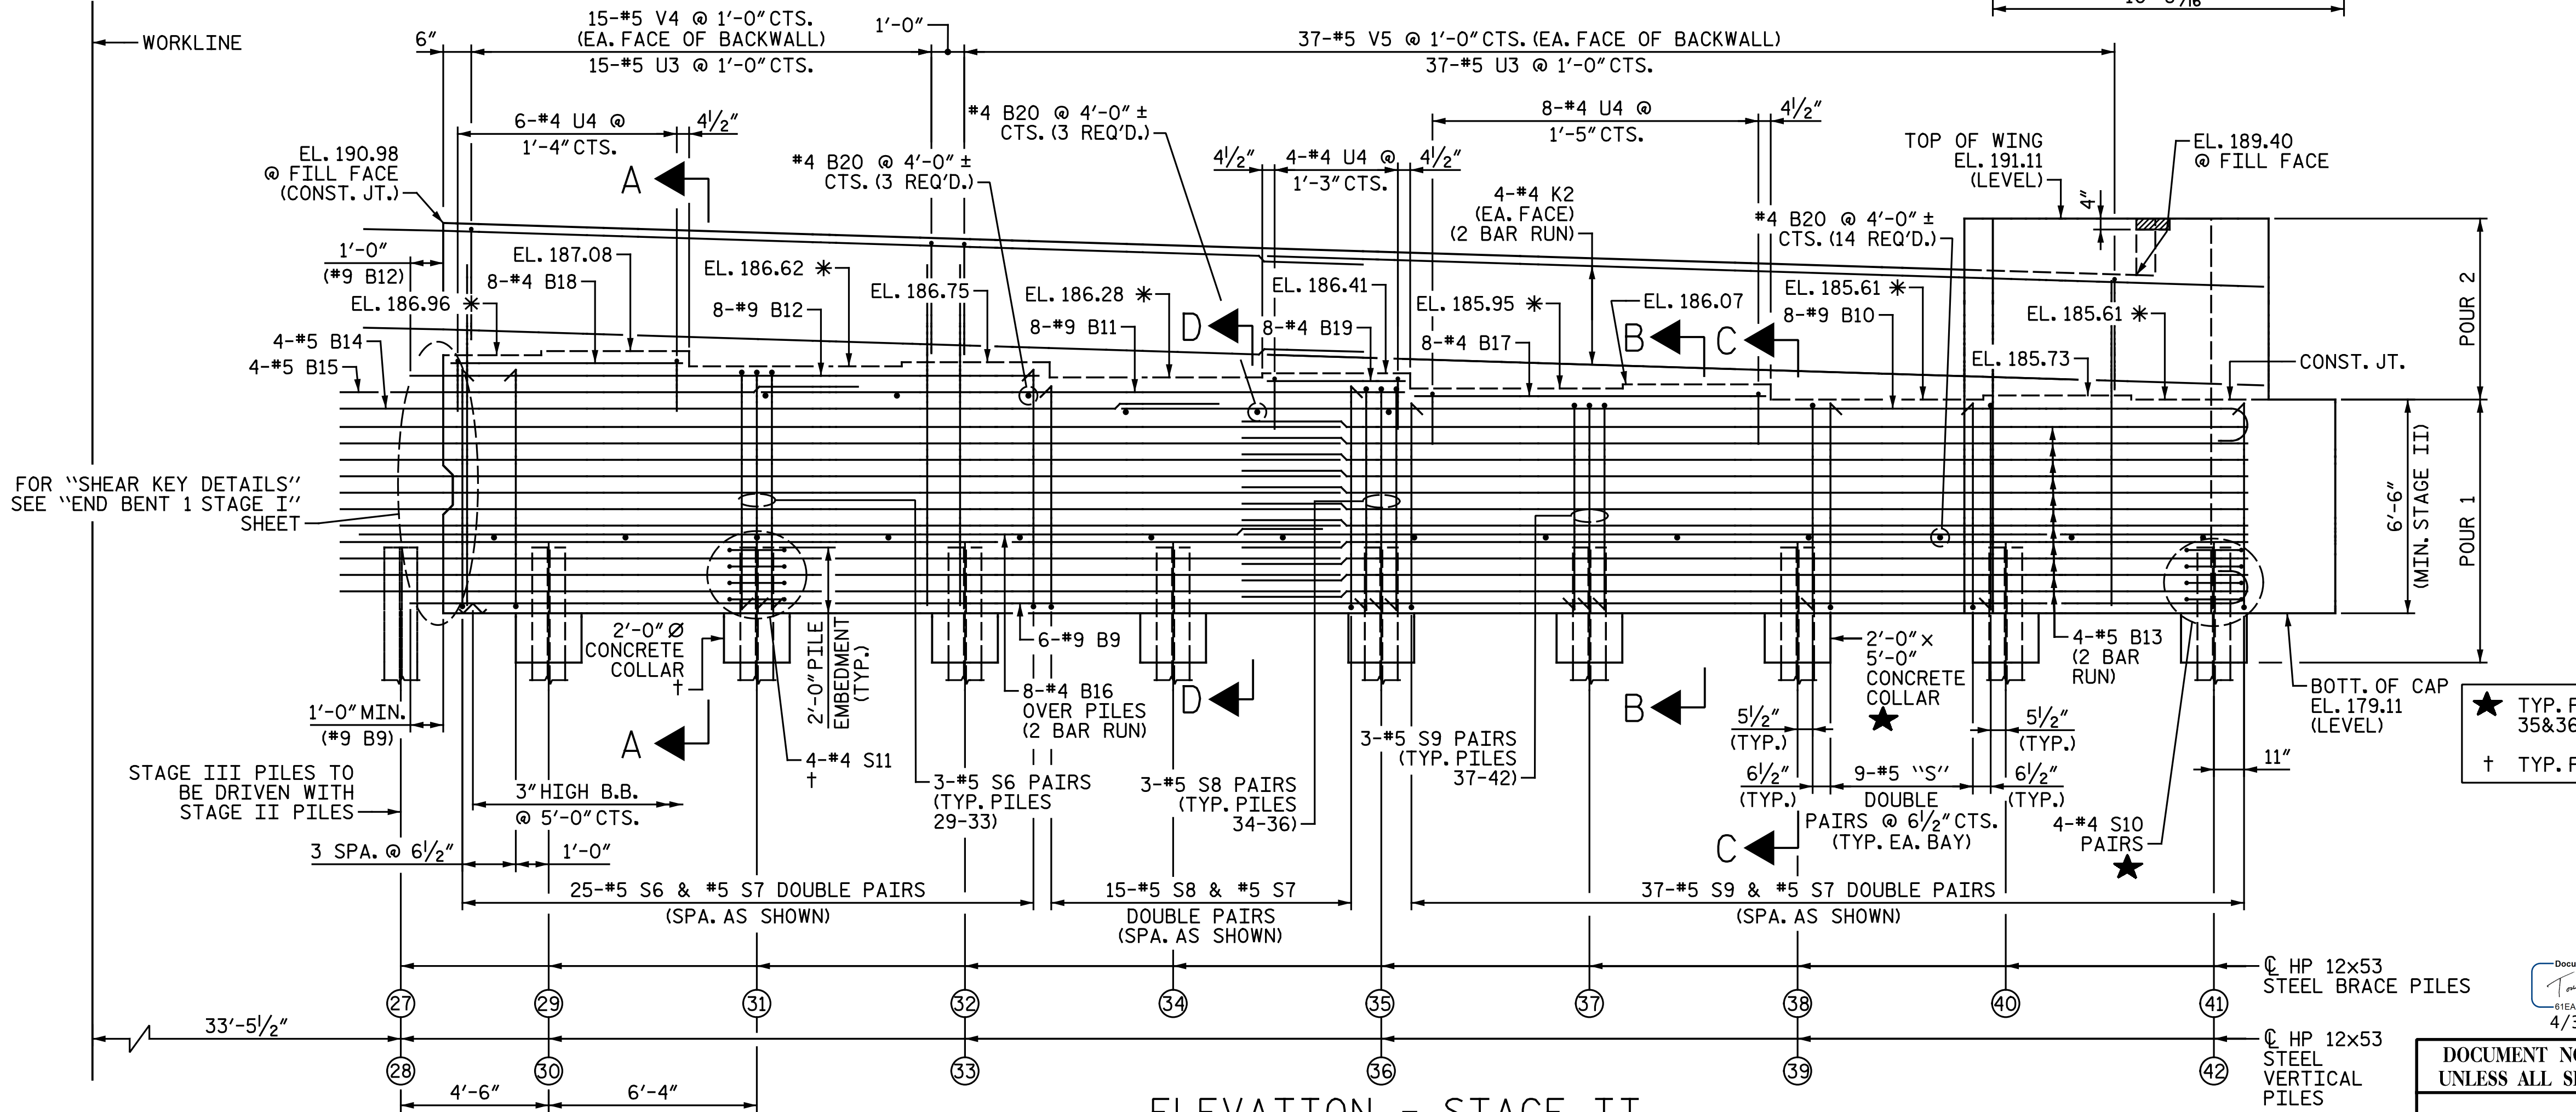 WORKLINE
6"
15-#5 V4 @ 1'-0" CTS.
(EA. FACE OF BACKWALL)
15-#5 U3 @ 1'-0" CTS.
1'-0"
37-#5 V5 @ 1'-0" CTS. (EA. FACE OF BACKWALL)
37-#5 U3 @ 1'-0" CTS.
6-#4 U4 @
1'-4" CTS.
4½"
#4 B20 @ 4'-0" ±
CTS. (3 REQ'D.)
#4 B20 @ 4'-0" ±
CTS. (3 REQ'D.)
4½"
4-#4 U4 @
1'-3" CTS.
4½"
8-#4 U4 @
1'-5" CTS.
4½"
TOP OF WING
EL. 191.11
(LEVEL)
4"
EL. 189.40
@ FILL FACE
EL. 190.98
@ FILL FACE
(CONST. JT.)
A
4-#4 K2
(EA. FACE)
(2 BAR RUN)
#4 B20 @ 4'-0" ±
CTS. (14 REQ'D.)
1'-0"
(#9 B12)
EL. 187.08
8-#4 B18
EL. 186.96 *
EL. 186.62 *
8-#9 B12
EL. 186.75
EL. 186.28 *
8-#9 B11
D
EL. 186.41
8-#4 B19
EL. 185.95 *
8-#4 B17
EL. 186.07
B
C
EL. 185.61 *
8-#9 B10
EL. 185.61 *
EL. 185.73
CONST. JT.
POUR 2
4-#5 B14
4-#5 B15
FOR "SHEAR KEY DETAILS"
SEE "END BENT 1 STAGE I"
SHEET
6'-6"
(MIN. STAGE II)
POUR 1
2'-0" Ø
CONCRETE
COLLAR
†
2'-0" PILE
EMBEDMENT
(TYP.)
6-#9 B9
8-#4 B16
OVER PILES
(2 BAR RUN)
D
B
2'-0" x
5'-0"
CONCRETE
COLLAR
★
4-#5 B13
(2 BAR
RUN)
BOTT. OF CAP
EL. 179.11
(LEVEL)
★ TYP. F
35&36
† TYP. F
1'-0" MIN.
(#9 B9)
A
4-#4 S11
†
STAGE III PILES TO
BE DRIVEN WITH
STAGE II PILES
3" HIGH B.B.
@ 5'-0" CTS.
3-#5 S6 PAIRS
(TYP. PILES
29-33)
3-#5 S8 PAIRS
(TYP. PILES
34-36)
3-#5 S9 PAIRS
(TYP. PILES
37-42)
5½"
(TYP.)
5½"
(TYP.)
6½"
(TYP.)
9-#5 "S"
DOUBLE
PAIRS @ 6½" CTS.
(TYP. EA. BAY)
6½"
(TYP.)
11"
C
4-#4 S10
PAIRS
★
3 SPA. @ 6½"
1'-0"
25-#5 S6 & #5 S7 DOUBLE PAIRS
(SPA. AS SHOWN)
15-#5 S8 & #5 S7
DOUBLE PAIRS
(SPA. AS SHOWN)
37-#5 S9 & #5 S7 DOUBLE PAIRS
(SPA. AS SHOWN)
27 29 31 32 34 35 37 38 40 41
℄ HP 12x53
STEEL BRACE PILES
33'-5½"
28 30 33 36 39 42
℄ HP 12x53
STEEL
VERTICAL
PILES
4'-6"
6'-4"
ELEVATION - STAGE II
Docu
61EA
4/3
DOCUMENT NO
UNLESS ALL SI